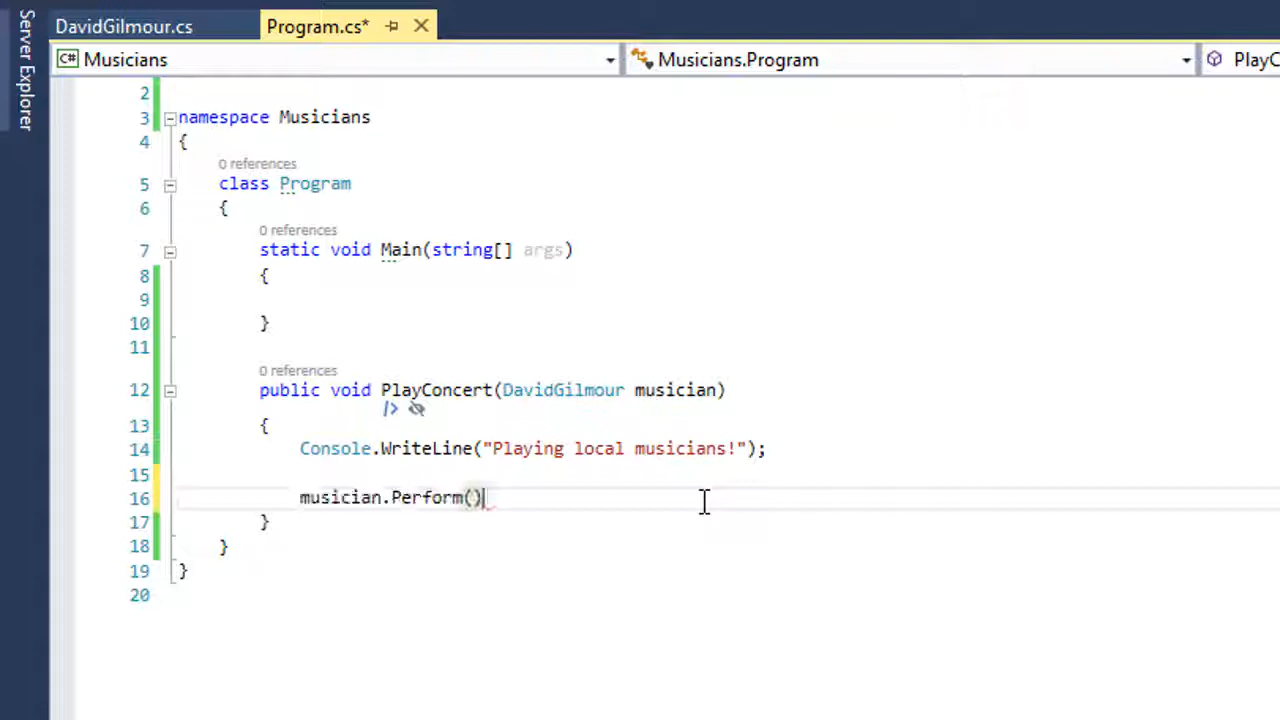 Server Explorer
DavidGilmour.cs Program.cs*
C# Musicians Musicians.Program PlayC
2
3 namespace Musicians
4 {
0 references
5 class Program
6 {
0 references
7 static void Main(string[] args)
8 {
9
10 }
11
0 references
12 public void PlayConcert(DavidGilmour musician)
/>
13 {
14 Console.WriteLine("Playing local musicians!");
15
16 musician.Perform()
17 }
18 }
19 }
20